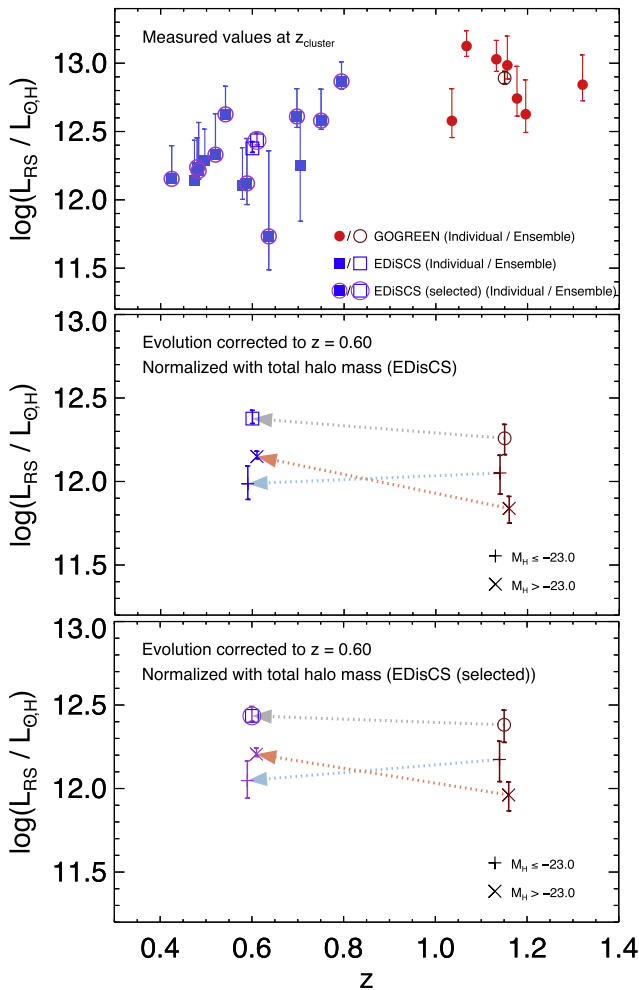 Measured values at z_cluster
log(L_RS / L_⊙,H)
13.0
12.5
12.0
11.5
/ GOGREEN (Individual / Ensemble)
/ EDiSCS (Individual / Ensemble)
/ EDiSCS (selected) (Individual / Ensemble)
Evolution corrected to z = 0.60
Normalized with total halo mass (EDisCS)
log(L_RS / L_⊙,H)
13.0
12.5
12.0
11.5
M_H ≤ −23.0
M_H > −23.0
Evolution corrected to z = 0.60
Normalized with total halo mass (EDisCS (selected))
log(L_RS / L_⊙,H)
13.0
12.5
12.0
11.5
M_H ≤ −23.0
M_H > −23.0
0.4 0.6 0.8 1.0 1.2 1.4
z